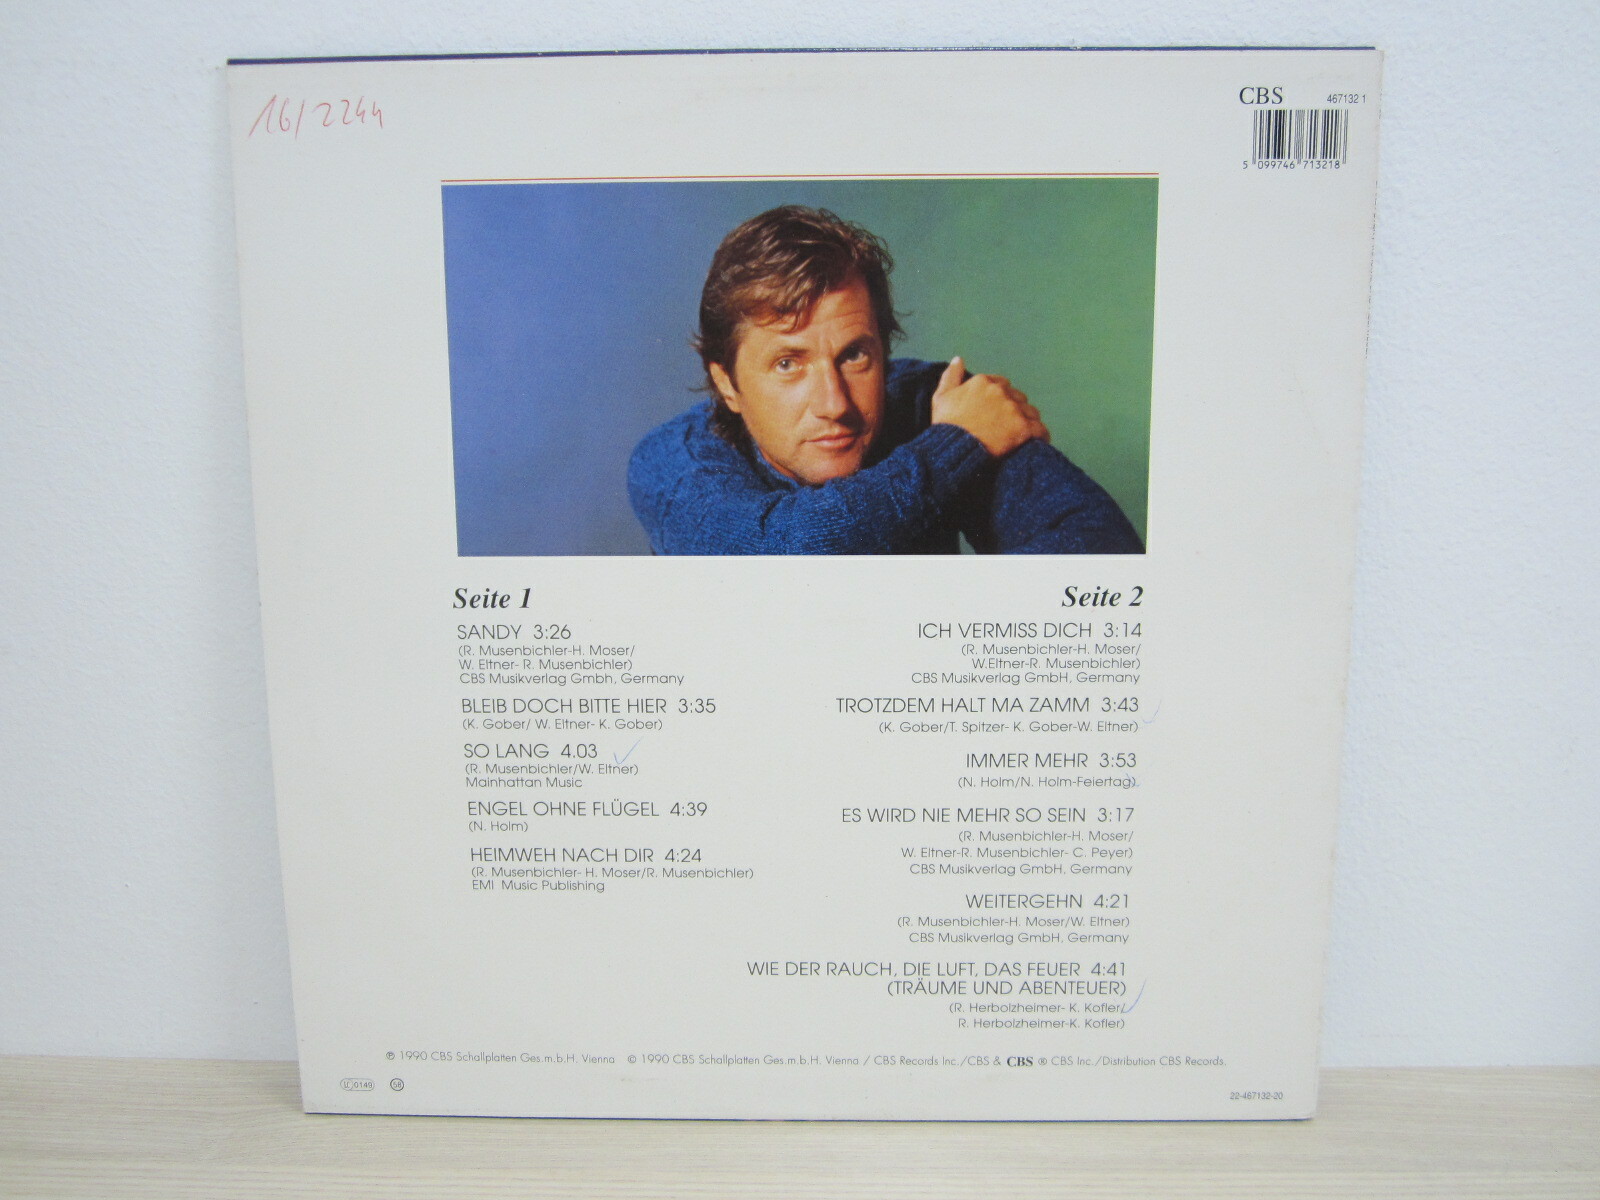 16/2244
CBS
467132 1
5 099746 713218
Seite 1
SANDY 3:26
(R. Musenbichler-H. Moser/
W. Eltner- R. Musenbichler)
CBS Musikverlag Gmbh, Germany
BLEIB DOCH BITTE HIER 3:35
(K. Gober/ W. Eltner- K. Gober)
SO LANG 4.03
(R. Musenbichler/W. Eltner)
Mainhattan Music
ENGEL OHNE FLÜGEL 4:39
(N. Holm)
HEIMWEH NACH DIR 4:24
(R. Musenbichler- H. Moser/R. Musenbichler)
EMI Music Publishing
Seite 2
ICH VERMISS DICH 3:14
(R. Musenbichler-H. Moser/
W.Eltner-R. Musenbichler)
CBS Musikverlag GmbH, Germany
TROTZDEM HALT MA ZAMM 3:43
(K. Gober/T. Spitzer- K. Gober-W. Eltner)
IMMER MEHR 3:53
(N. Holm/N. Holm-Feiertag)
ES WIRD NIE MEHR SO SEIN 3:17
(R. Musenbichler-H. Moser/
W. Eltner-R. Musenbichler- C. Peyer)
CBS Musikverlag GmbH, Germany
WEITERGEHN 4:21
(R. Musenbichler-H. Moser/W. Eltner)
CBS Musikverlag GmbH, Germany
WIE DER RAUCH, DIE LUFT, DAS FEUER 4:41
(TRÄUME UND ABENTEUER)
(R. Herbolzheimer- K. Kofler/
R. Herbolzheimer-K. Kofler)
℗ 1990 CBS Schallplatten Ges.m.b.H. Vienna © 1990 CBS Schallplatten Ges.m.b.H. Vienna / CBS Records Inc./CBS & CBS ® CBS Inc./Distribution CBS Records.
LC 0149 S6
22-467132-20